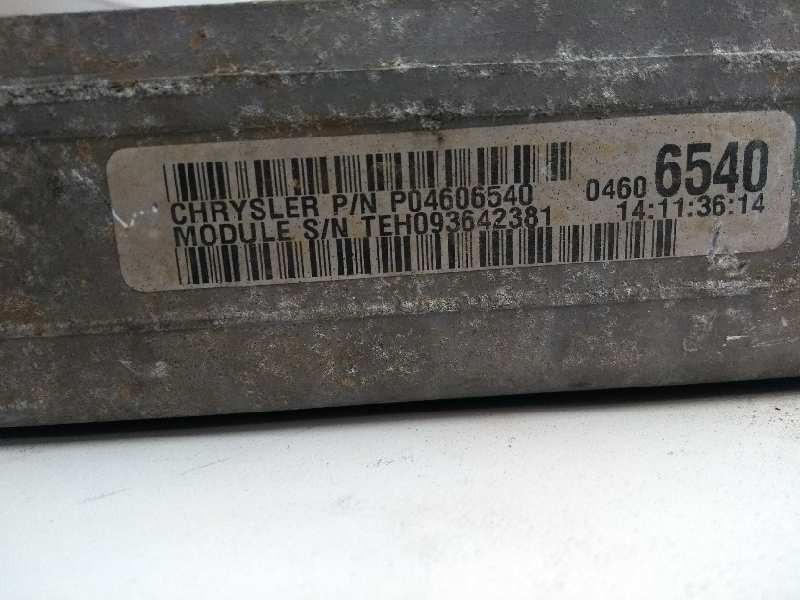 CHRYSLER P/N P04606540
0460 6540
MODULE S/N TEH093642381
14:11:36:14